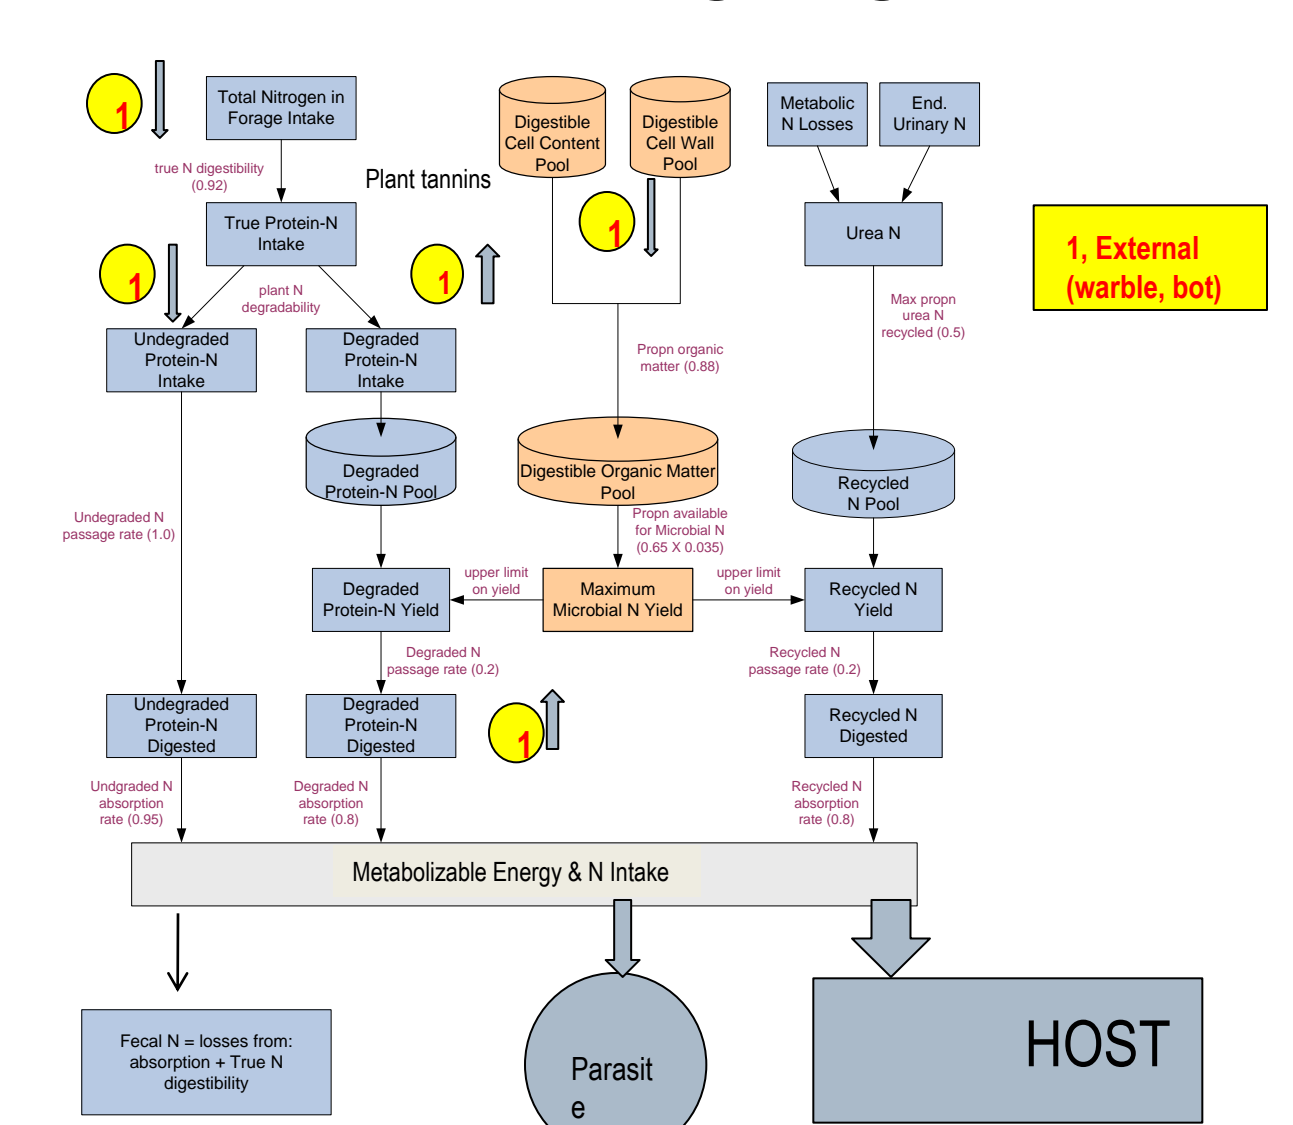 1
Total Nitrogen in
Forage Intake
Digestible
Cell Content
Pool
Digestible
Cell Wall
Pool
Metabolic
N Losses
End.
Urinary N
true N digestibility
(0.92)
Plant tannins
True Protein-N
Intake
1
Urea N
1, External
(warble, bot)
1
plant N
degradability
1
Max propn
urea N
recycled (0.5)
Undegraded
Protein-N
Intake
Degraded
Protein-N
Intake
Propn organic
matter (0.88)
Degraded
Protein-N Pool
Digestible Organic Matter
Pool
Recycled
N Pool
Undegraded N
passage rate (1.0)
Propn available
for Microbial N
(0.65 X 0.035)
Degraded
Protein-N Yield
upper limit
on yield
Maximum
Microbial N Yield
upper limit
on yield
Recycled N
Yield
Degraded N
passage rate (0.2)
Recycled N
passage rate (0.2)
Undegraded
Protein-N
Digested
Degraded
Protein-N
Digested
1
Recycled N
Digested
Undgraded N
absorption
rate (0.95)
Degraded N
absorption
rate (0.8)
Recycled N
absorption
rate (0.8)
Metabolizable Energy & N Intake
Fecal N = losses from:
absorption + True N
digestibility
Parasit
e
HOST